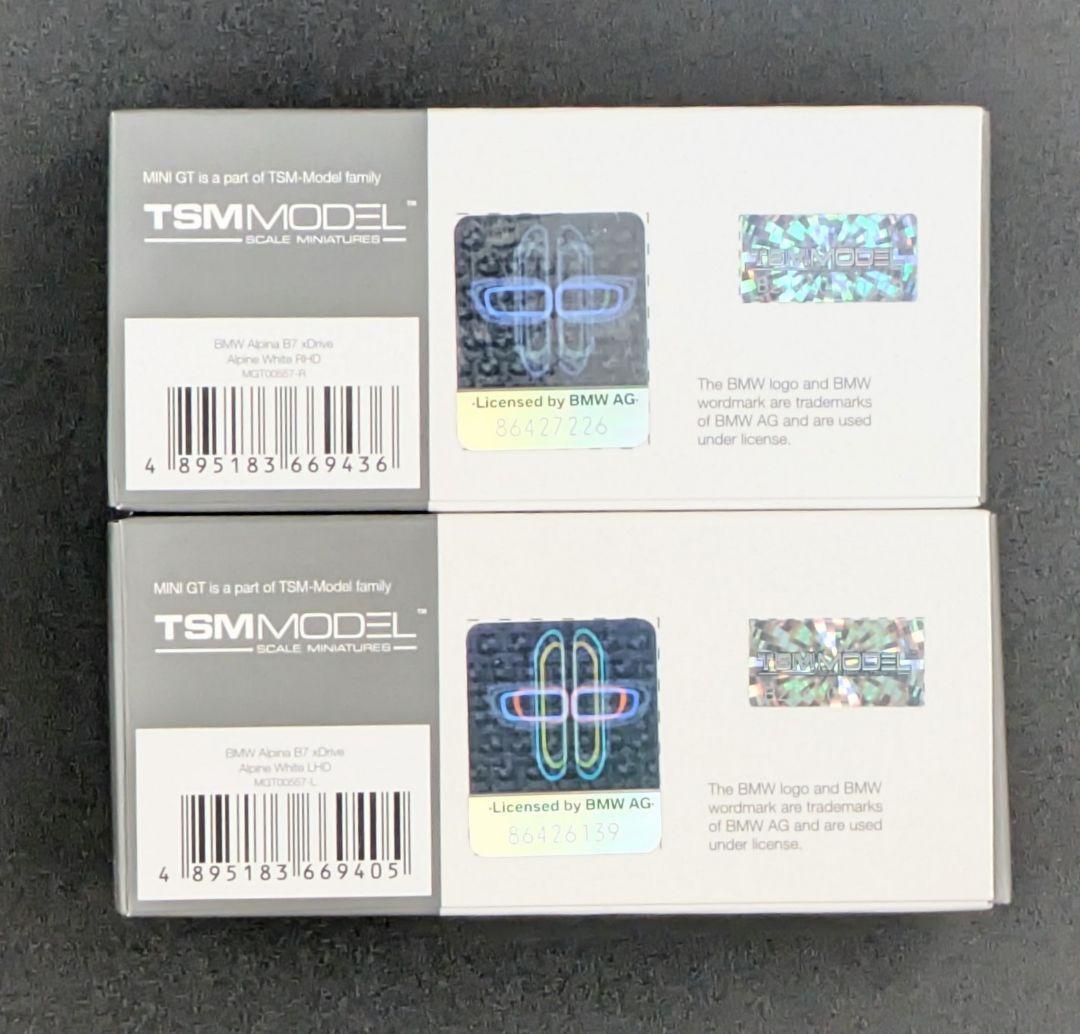 MINI GT is a part of TSM-Model family
TSMMODEL™
SCALE MINIATURES
BMW Alpina B7 xDrive
Alpine White RHD
MGT00557-R
4 895183 669436
·Licensed by BMW AG·
86427226
TSMMODEL
The BMW logo and BMW
wordmark are trademarks
of BMW AG and are used
under license.
MINI GT is a part of TSM-Model family
TSMMODEL™
SCALE MINIATURES
BMW Alpina B7 xDrive
Alpine White LHD
MGT00557-L
4 895183 669405
·Licensed by BMW AG·
86426139
TSMMODEL
The BMW logo and BMW
wordmark are trademarks
of BMW AG and are used
under license.